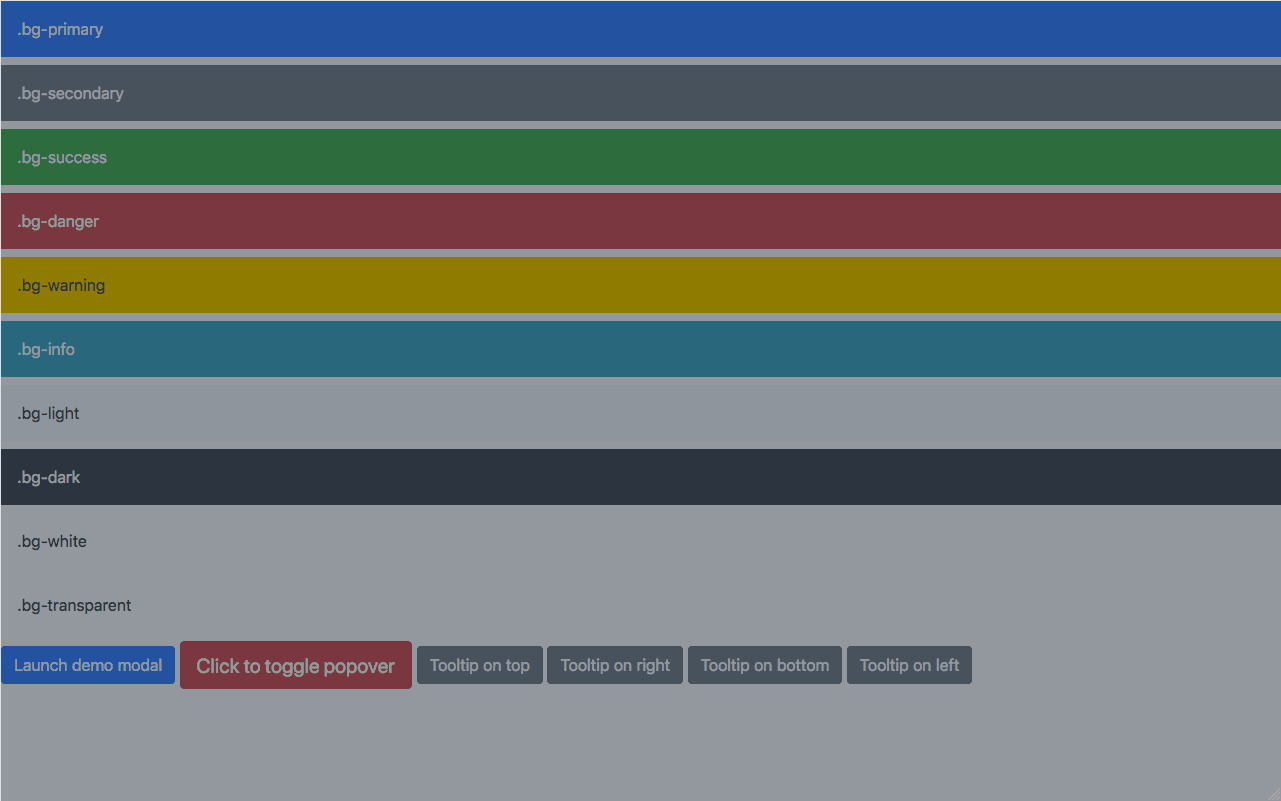 .bg-primary
.bg-secondary
.bg-success
.bg-danger
.bg-warning
.bg-info
.bg-light
.bg-dark
.bg-white
.bg-transparent
Launch demo modal Click to toggle popover Tooltip on top Tooltip on right Tooltip on bottom Tooltip on left